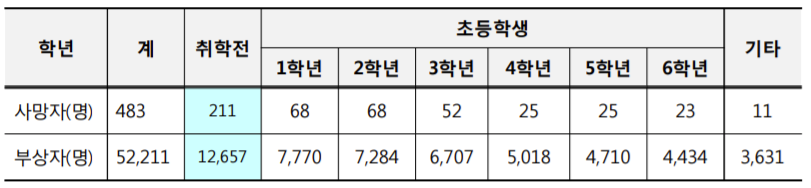 학년 계 취학전 초등학생 기타
1학년 2학년 3학년 4학년 5학년 6학년
사망자(명) 483 211 68 68 52 25 25 23 11
부상자(명) 52,211 12,657 7,770 7,284 6,707 5,018 4,710 4,434 3,631